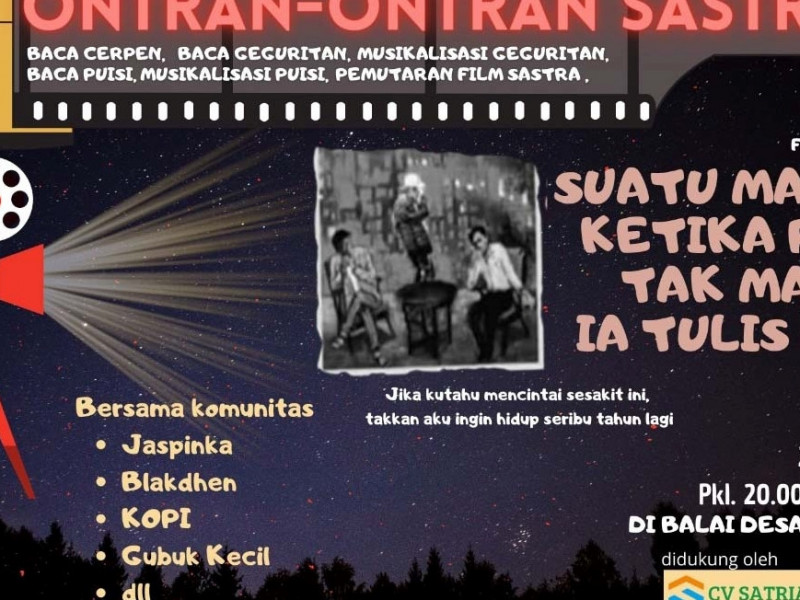 ONTRAN-ONTRAN SASTR
BACA CERPEN, BACA GEGURITAN, MUSIKALISASI GEGURITAN,
BACA PUISI, MUSIKALISASI PUISI, PEMUTARAN FILM SASTRA ,
F
SUATU MA
KETIKA
TAK MA
IA TULIS
Jika kutahu mencintai sesakit ini,
takkan aku ingin hidup seribu tahun lagi
Bersama komunitas
• Jaspinka
• Blakdhen
• KOPI
• Gubuk Kecil
• dll
Pkl. 20.00
DI BALAI DESA
didukung oleh
CV SATRIA